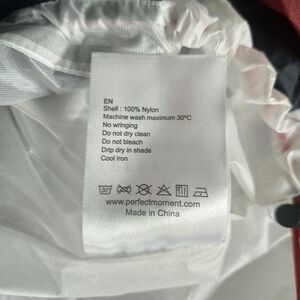 EN
Shell : 100% Nylon
Machine wash maximum 30ºC
No wringing
Do not dry clean
Do not bleach
Drip dry in shade
Cool iron
www.perfectmoment.com
Made in China